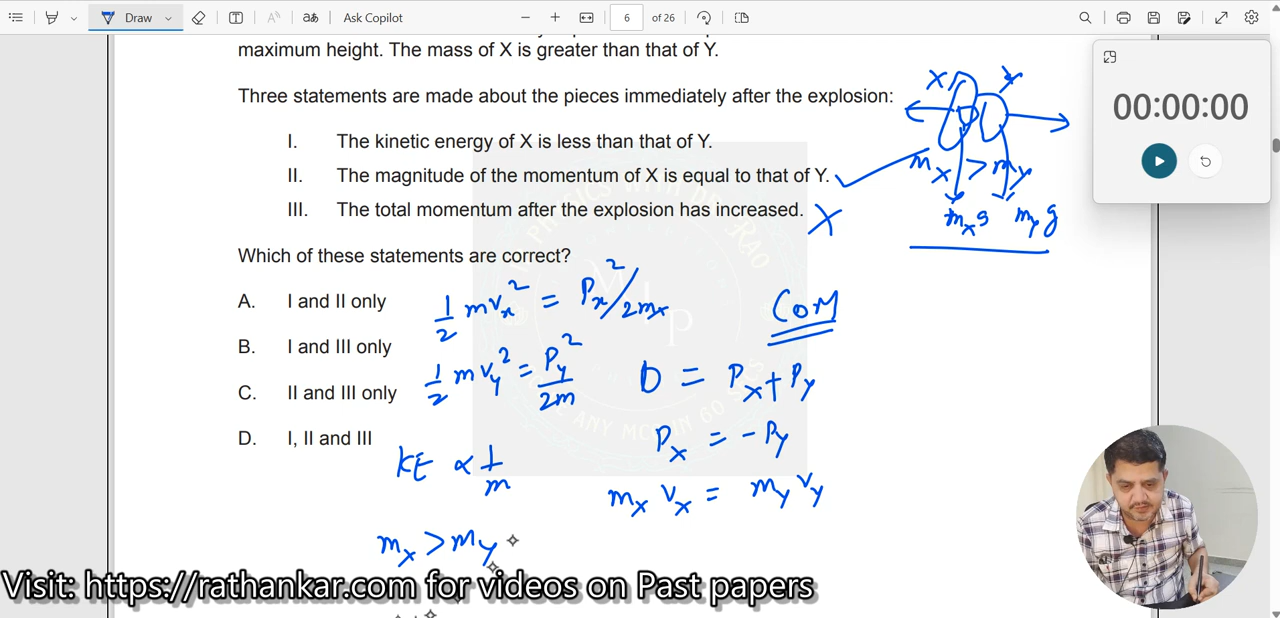 Draw
Ask Copilot
6 of 26
maximum height. The mass of X is greater than that of Y.
Three statements are made about the pieces immediately after the explosion:
I. The kinetic energy of X is less than that of Y.
II. The magnitude of the momentum of X is equal to that of Y.
III. The total momentum after the explosion has increased.
Which of these statements are correct?
A. I and II only
B. I and III only
C. II and III only
D. I, II and III
00:00:00
X Y
mx > my
mxg myg
X
½ mvx² = Px²/2mx
½ mvy² = Py²/2m
KE ∝ 1/m
mx > my
COM
0 = Px + Py
Px = -Py
mx vx = my vy
Visit: https://rathankar.com for videos on Past papers